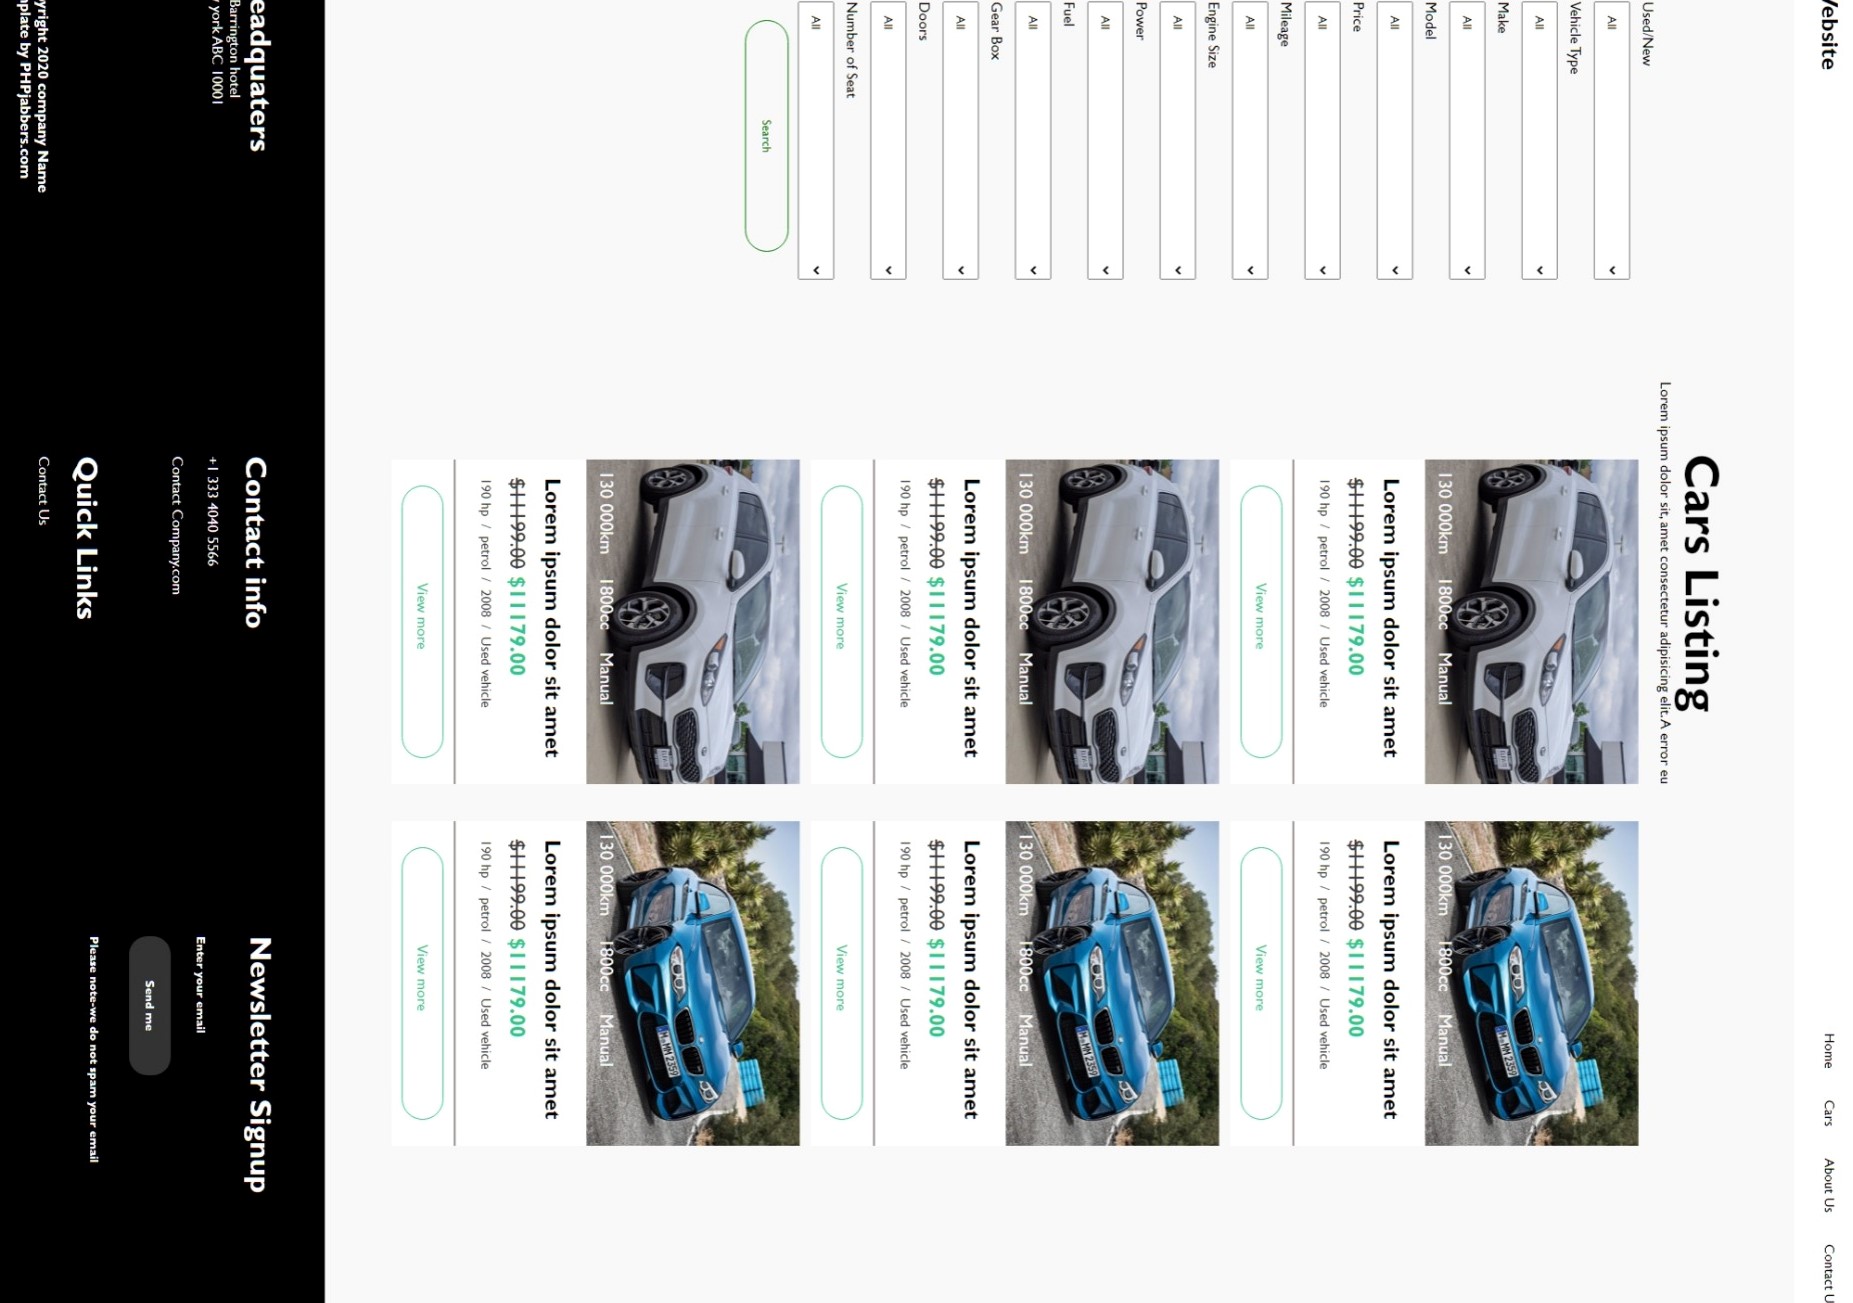 Website
Home Cars About Us Contact U
Cars Listing
Lorem ipsum dolor sit, amet consectetur adipisicing elit. A error eu
Used/New
All
Vehicle Type
All
Make
All
Model
All
Price
All
Mileage
All
Engine Size
All
Power
All
Fuel
All
Gear Box
All
Doors
All
Number of Seat
All
Search
130 000km 1800cc Manual
Lorem ipsum dolor sit amet
$11199.00 $11179.00
190 hp / petrol / 2008 / Used vehicle
View more
M·MM 2359
130 000km 1800cc Manual
Lorem ipsum dolor sit amet
$11199.00 $11179.00
190 hp / petrol / 2008 / Used vehicle
View more
130 000km 1800cc Manual
Lorem ipsum dolor sit amet
$11199.00 $11179.00
190 hp / petrol / 2008 / Used vehicle
View more
M·MM 2359
130 000km 1800cc Manual
Lorem ipsum dolor sit amet
$11199.00 $11179.00
190 hp / petrol / 2008 / Used vehicle
View more
130 000km 1800cc Manual
Lorem ipsum dolor sit amet
$11199.00 $11179.00
190 hp / petrol / 2008 / Used vehicle
View more
M·MM 2359
130 000km 1800cc Manual
Lorem ipsum dolor sit amet
$11199.00 $11179.00
190 hp / petrol / 2008 / Used vehicle
View more
eadquaters
Barrington hotel
york ABC 10001
yright 2020 company Name
plate by PHPjabbers.com
Contact info
+1 333 4040 5566
Contact Company.com
Quick Links
Contact Us
Newsletter Signup
Enter your email
Send me
Please note-we do not spam your email